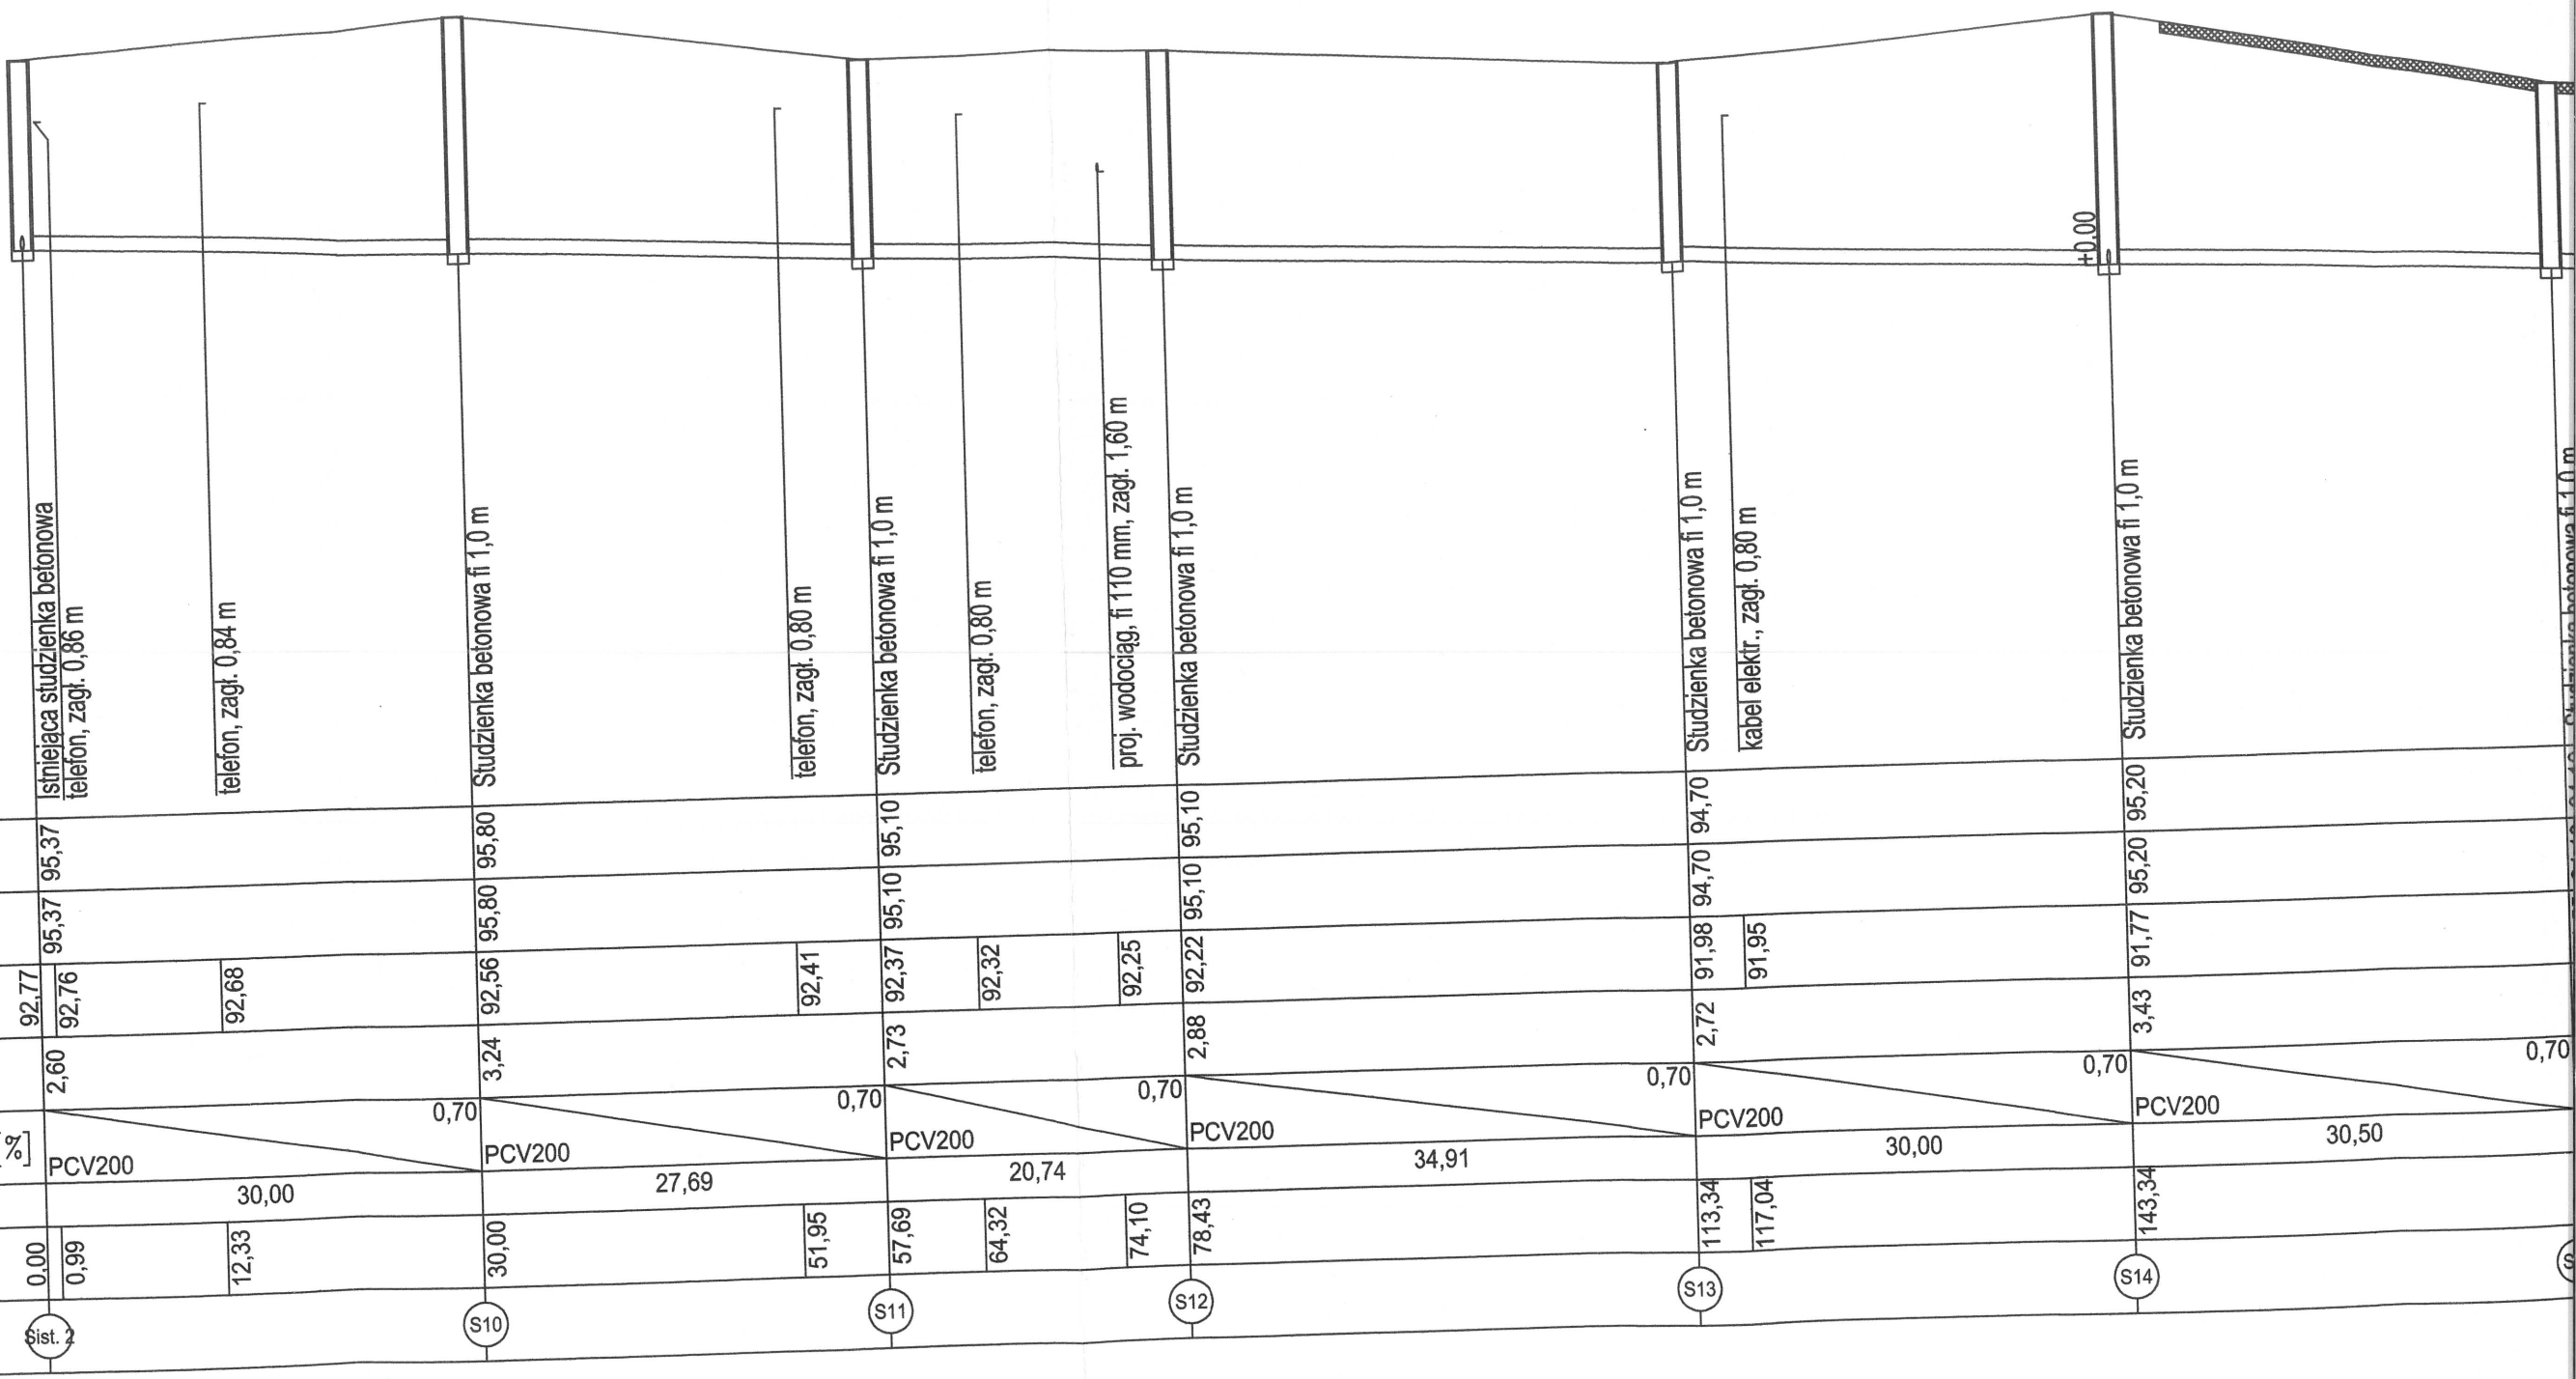 +0,00
Istniejąca studzienka betonowa
telefon, zagł. 0,86 m
telefon, zagł. 0,84 m
Studzienka betonowa fi 1,0 m
telefon, zagł. 0,80 m
Studzienka betonowa fi 1,0 m
telefon, zagł. 0,80 m
proj. wodociąg, fi 110 mm, zagł. 1,60 m
Studzienka betonowa fi 1,0 m
Studzienka betonowa fi 1,0 m
kabel elektr., zagł. 0,80 m
Studzienka betonowa fi 1,0 m
95,37 95,80 95,10 95,10 94,70 95,20
95,37 95,80 95,10 95,10 94,70 95,20
92,77 92,76 92,68 92,56 92,41 92,37 92,32 92,25 92,22 91,98 91,95 91,77
2,60 3,24 2,73 2,88 2,72 3,43
0,70 0,70 0,70 0,70 0,70 0,70
%] PCV200 PCV200 PCV200 PCV200 PCV200 PCV200
30,00 27,69 20,74 34,91 30,00 30,50
0,00 0,99 12,33 30,00 51,95 57,69 64,32 74,10 78,43 113,34 117,04 143,34
Sist. 2 S10 S11 S12 S13 S14